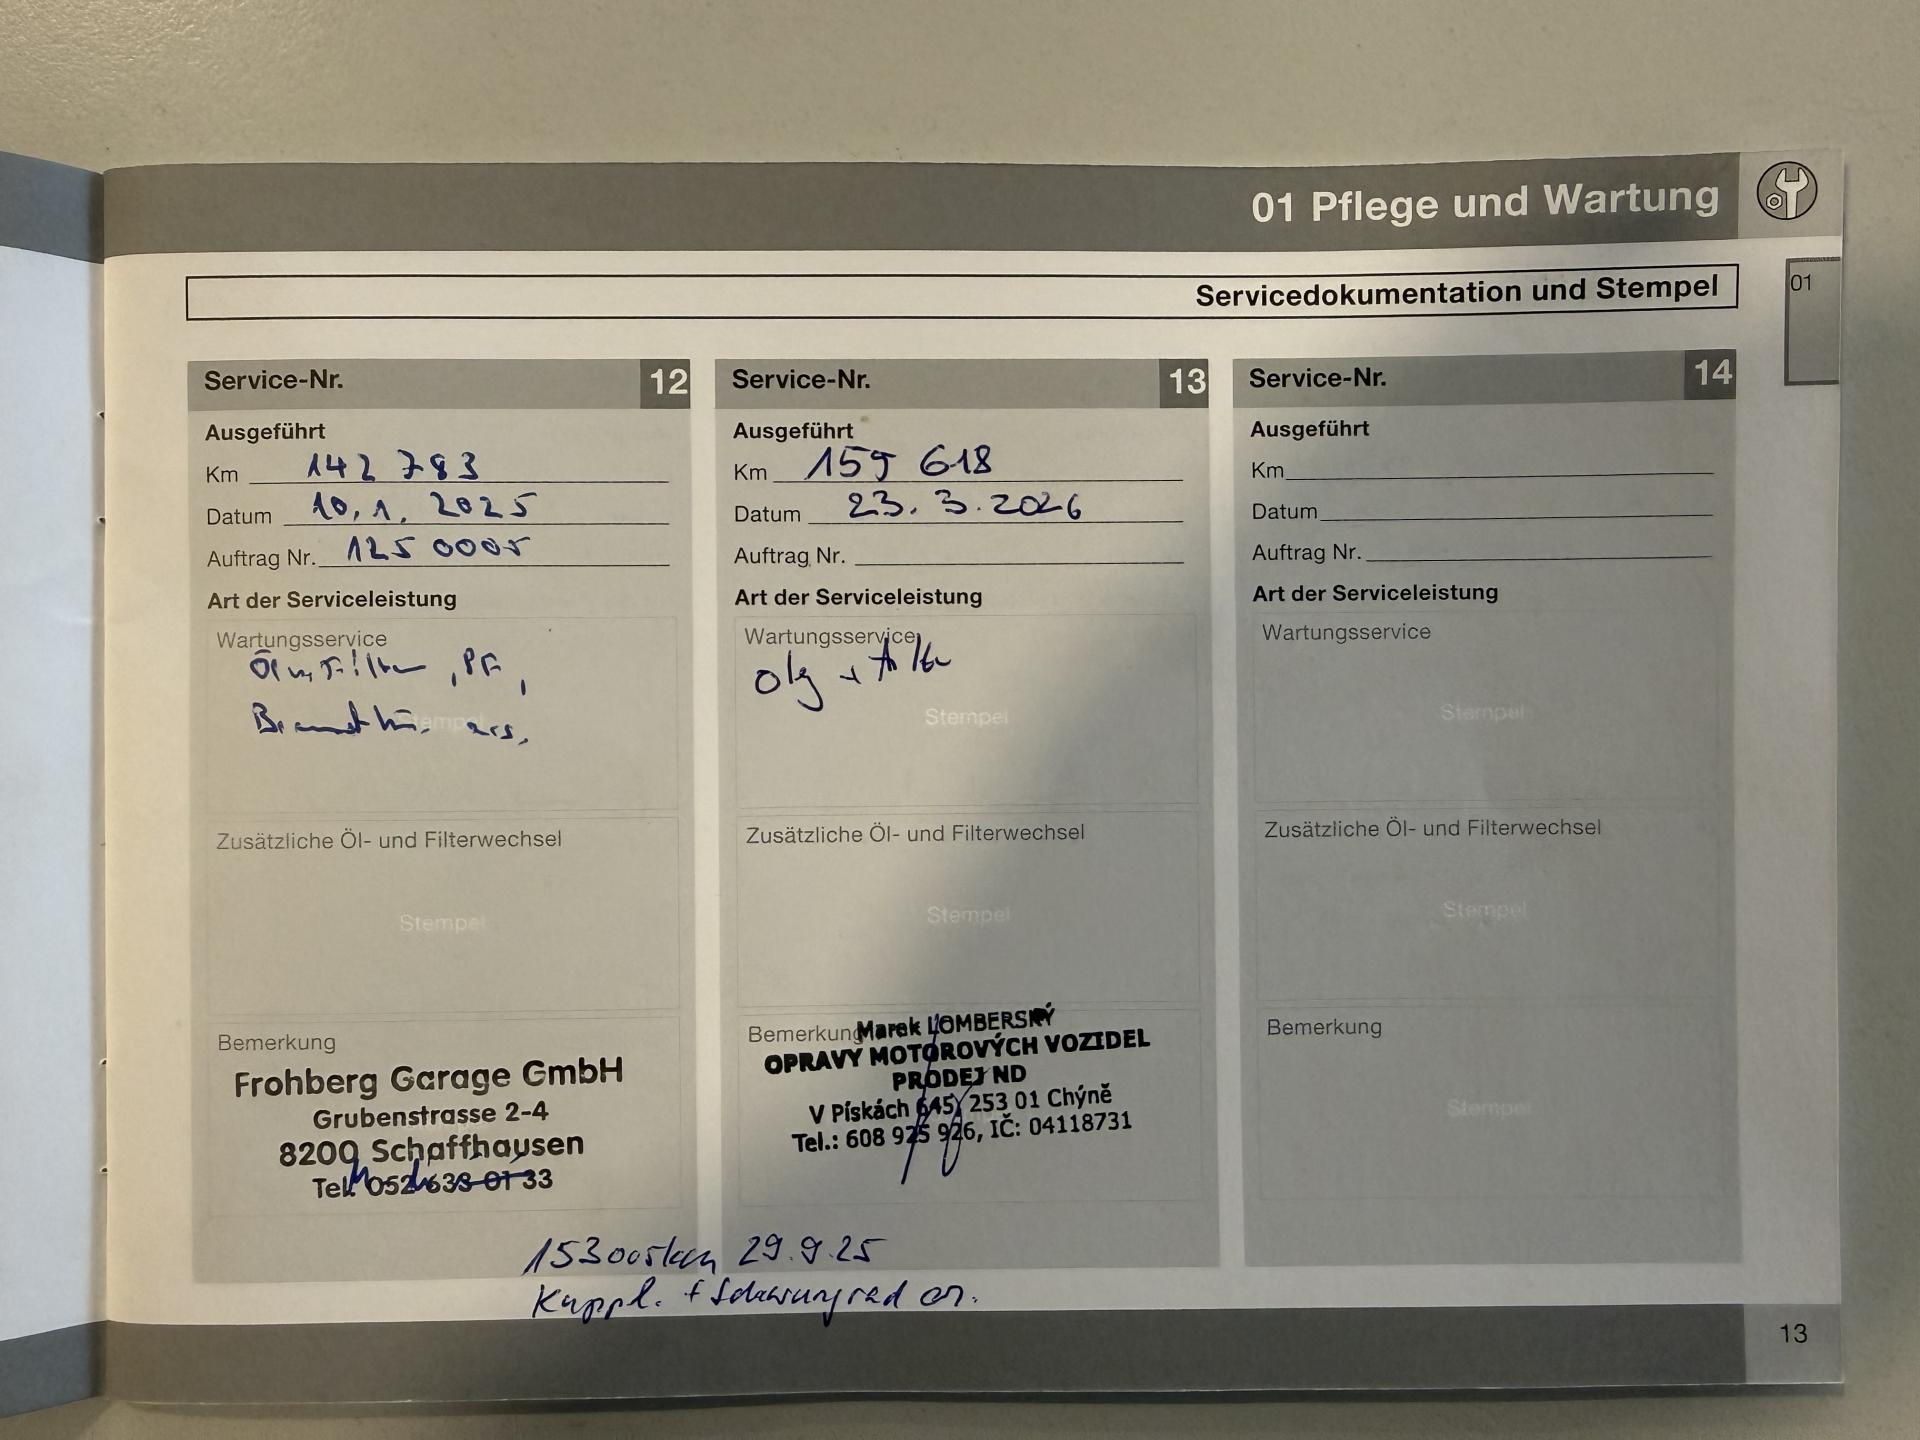 01 Pflege und Wartung
Servicedokumentation und Stempel
01
Service-Nr. 12
Ausgeführt
Km 142 783
Datum 10. 1. 2025
Auftrag Nr. 125 0005
Art der Serviceleistung
Wartungsservice
Stempel
Zusätzliche Öl- und Filterwechsel
Stempel
Bemerkung
Frohberg Garage GmbH
Grubenstrasse 2-4
8200 Schaffhausen
Tel. 052 633 01 33
Service-Nr. 13
Ausgeführt
Km 159 618
Datum 23. 3. 2026
Auftrag Nr.
Art der Serviceleistung
Wartungsservice
Stempel
Zusätzliche Öl- und Filterwechsel
Stempel
Bemerkung
Marek LOMBERSKÝ
OPRAVY MOTOROVÝCH VOZIDEL
PRODEJ ND
V Pískách 645, 253 01 Chýně
Tel.: 608 925 926, IČ: 04118731
Service-Nr. 14
Ausgeführt
Km
Datum
Auftrag Nr.
Art der Serviceleistung
Wartungsservice
Stempel
Zusätzliche Öl- und Filterwechsel
Stempel
Bemerkung
Stempel
153005km 29.9.25
Kuppl. + Schwungrad
13